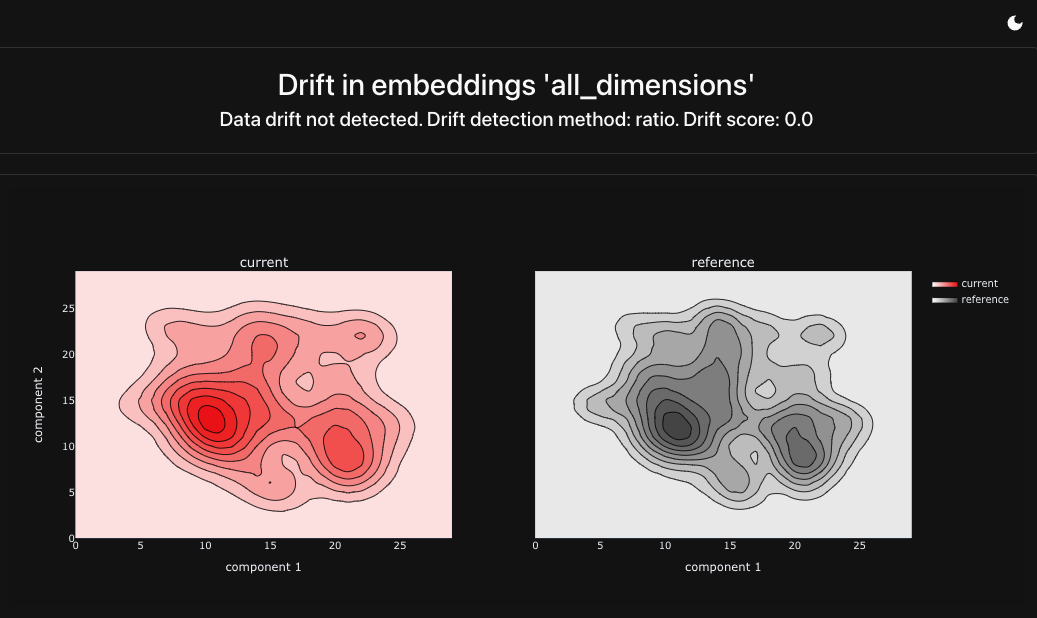 Drift in embeddings 'all_dimensions'
Data drift not detected. Drift detection method: ratio. Drift score: 0.0
current
reference
current
reference
component 2
25
20
15
10
5
0
0 5 10 15 20 25
0 5 10 15 20 25
component 1
component 1